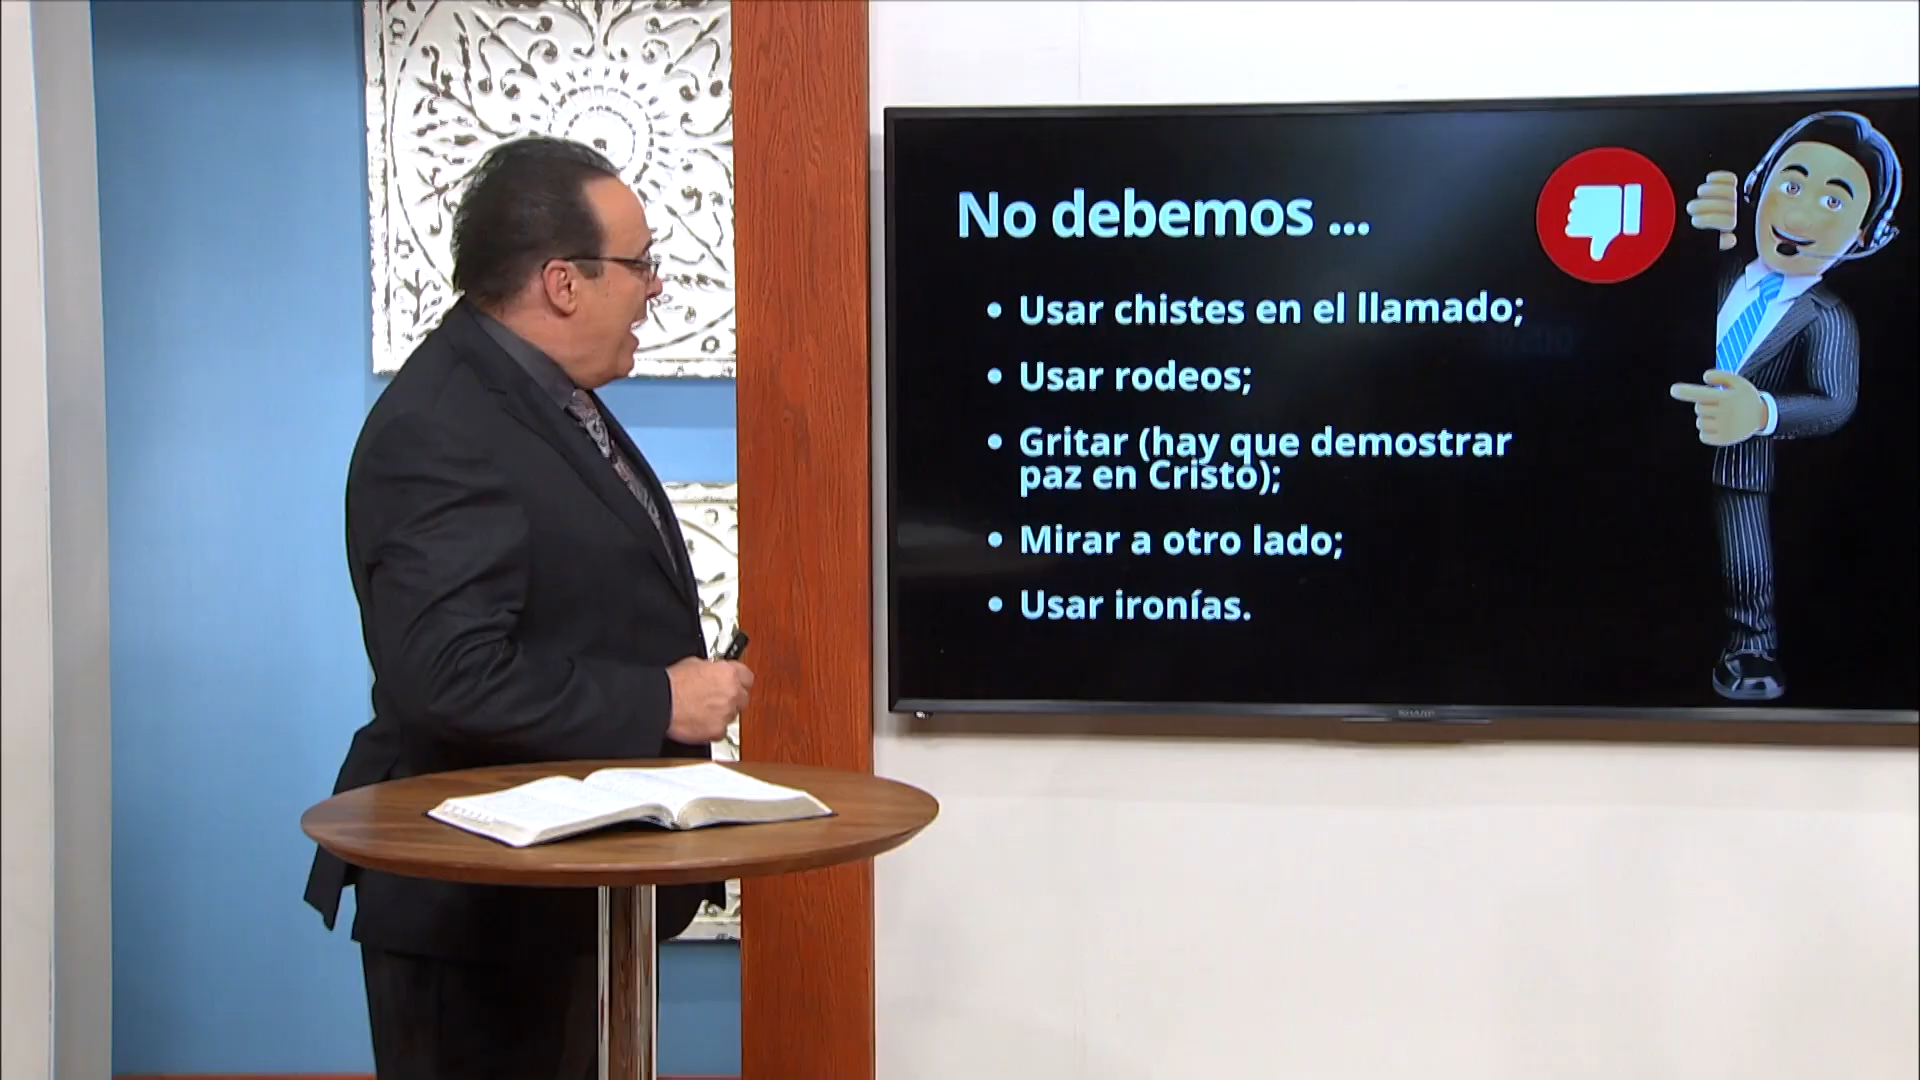 No debemos ...
• Usar chistes en el llamado;
• Usar rodeos;
• Gritar (hay que demostrar
paz en Cristo);
• Mirar a otro lado;
• Usar ironías.
SHARP